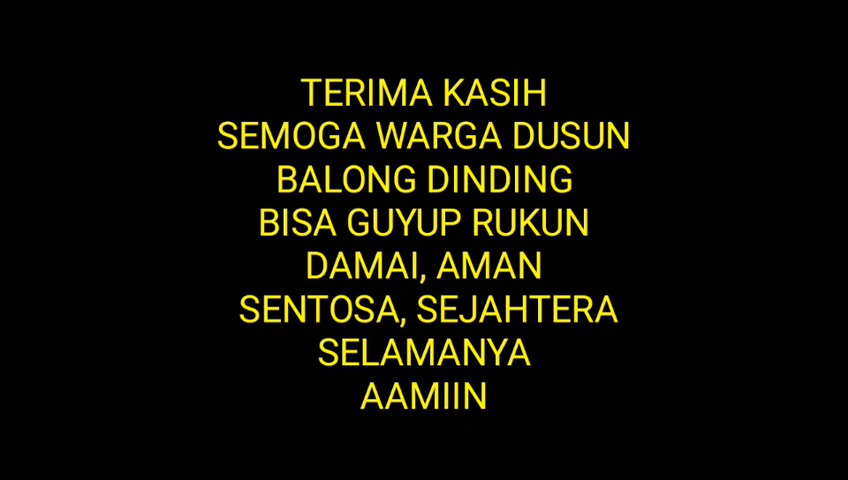 TERIMA KASIH
SEMOGA WARGA DUSUN
BALONG DINDING
BISA GUYUP RUKUN
DAMAI, AMAN
SENTOSA, SEJAHTERA
SELAMANYA
AAMIIN